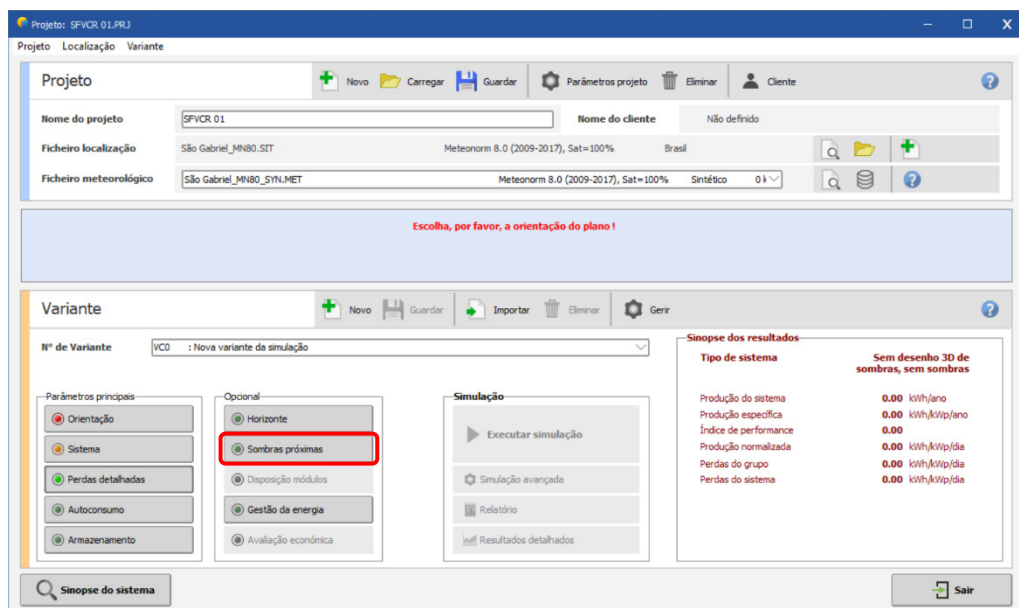 Projeto: SFVCR 01.PRJ
Projeto Localização Variante
Projeto Novo Carregar Guardar Parâmetros projeto Eliminar Cliente
Nome do projeto SFVCR 01 Nome do cliente Não definido
Ficheiro localização São Gabriel_MN80.SIT Meteonorm 8.0 (2009-2017), Sat=100% Brasil
Ficheiro meteorológico São Gabriel_MN80_SYN.MET Meteonorm 8.0 (2009-2017), Sat=100% Sintético 0 k
Escolha, por favor, a orientação do plano !
Variante Novo Guardar Importar Eliminar Gerir
Nº de Variante VC0 : Nova variante da simulação
Sinopse dos resultados
Tipo de sistema Sem desenho 3D de
sombras, sem sombras
Parâmetros principais Opcional Simulação
Orientação Horizonte Executar simulação
Sistema Sombras próximas
Perdas detalhadas Disposição módulos Simulação avançada
Autoconsumo Gestão da energia Relatório
Armazenamento Avaliação económica Resultados detalhados
Produção do sistema 0.00 kWh/ano
Produção específica 0.00 kWh/kWp/ano
Índice de performance 0.00
Produção normalizada 0.00 kWh/kWp/dia
Perdas do grupo 0.00 kWh/kWp/dia
Perdas do sistema 0.00 kWh/kWp/dia
Sinopse do sistema Sair